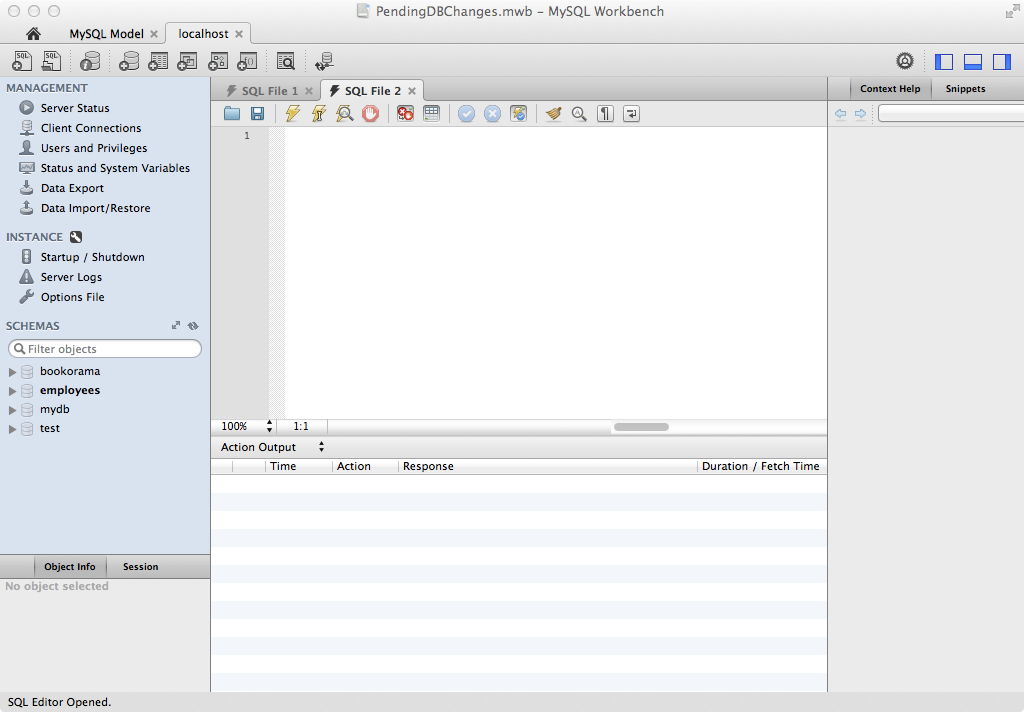 PendingDBChanges.mwb – MySQL Workbench
MySQL Model
localhost
SQL
SQL
MANAGEMENT
Server Status
Client Connections
Users and Privileges
Status and System Variables
Data Export
Data Import/Restore
INSTANCE
Startup / Shutdown
Server Logs
Options File
SCHEMAS
Filter objects
bookorama
employees
mydb
test
Object Info
Session
No object selected
SQL File 1
SQL File 2
1
100%
1:1
Action Output
Time
Action
Response
Duration / Fetch Time
Context Help
Snippets
SQL Editor Opened.